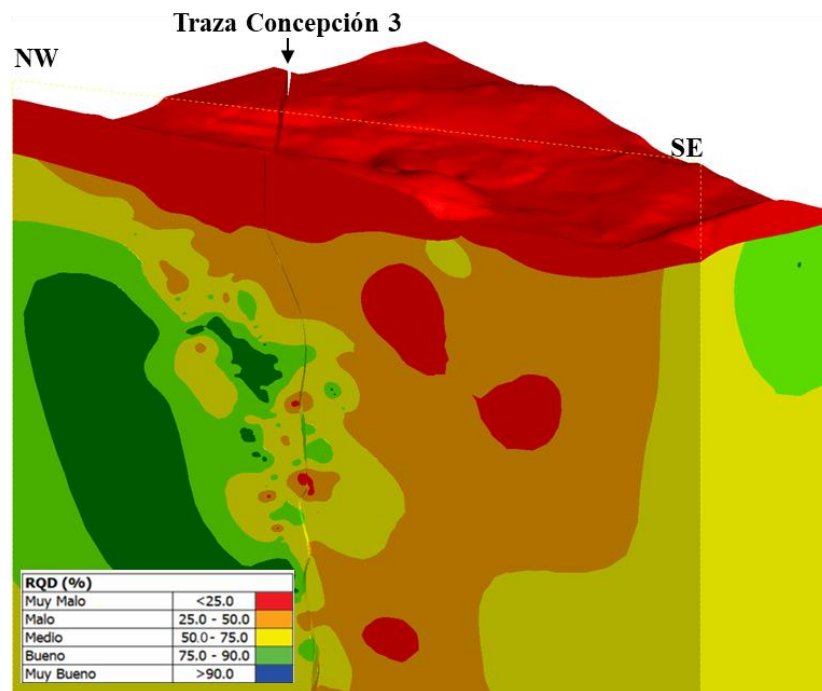 Traza Concepción 3
NW
SE
RQD (%)
Muy Malo <25.0
Malo 25.0 - 50.0
Medio 50.0 - 75.0
Bueno 75.0 - 90.0
Muy Bueno >90.0